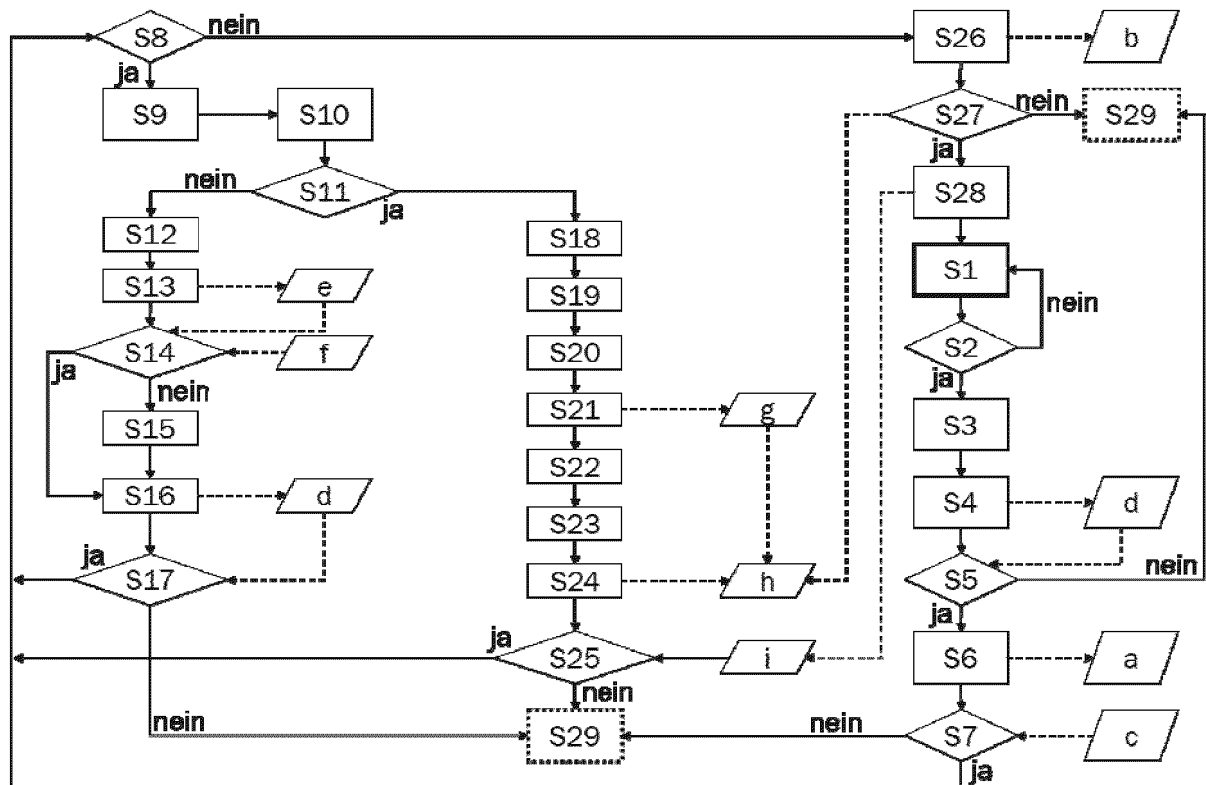 S8
nein
S26
b
ja
S9
S10
S27
nein
S29
ja
nein
S11
ja
S28
S12
S18
S1
S13
e
S19
nein
S14
f
S20
S2
ja
nein
ja
S15
S21
g
S3
S16
d
S22
S4
d
S23
ja
S17
S24
h
S5
nein
ja
ja
S25
i
S6
a
nein
nein
S29
nein
S7
c
ja